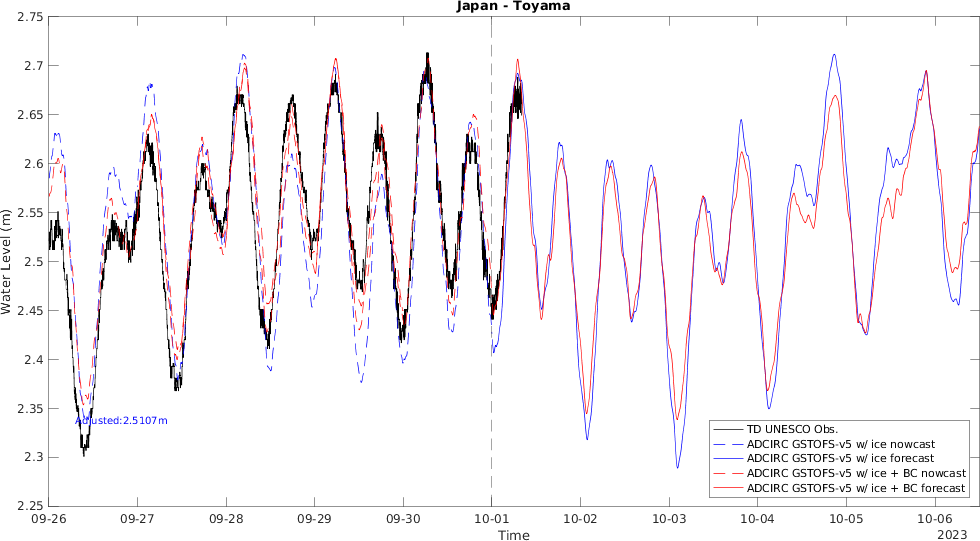 Japan - Toyama
2.75
2.7
2.65
2.6
2.55
2.5
2.45
2.4
2.35
2.3
2.25
Water Level (m)
Adjusted:2.5107m
TD UNESCO Obs.
ADCIRC GSTOFS-v5 w/ ice nowcast
ADCIRC GSTOFS-v5 w/ ice forecast
ADCIRC GSTOFS-v5 w/ ice + BC nowcast
ADCIRC GSTOFS-v5 w/ ice + BC forecast
09-26 09-27 09-28 09-29 09-30 10-01 10-02 10-03 10-04 10-05 10-06
Time
2023